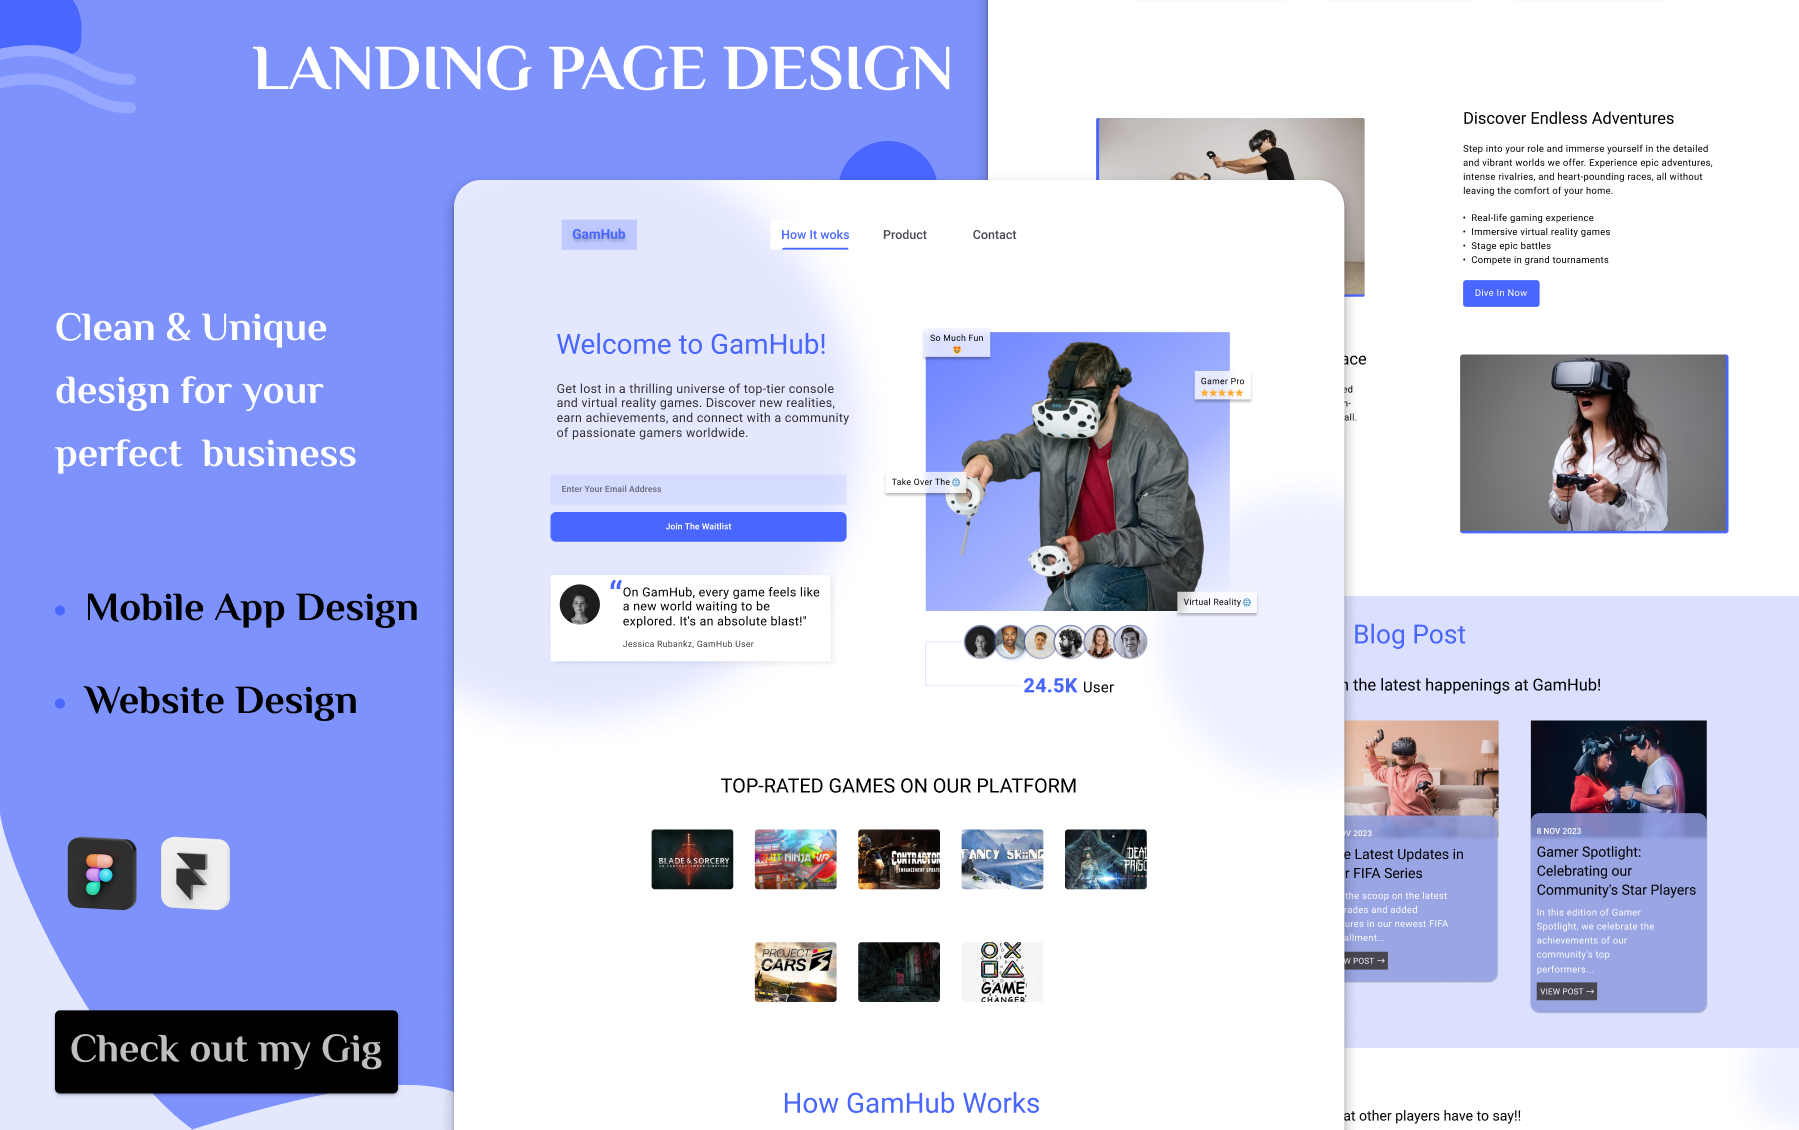 LANDING PAGE DESIGN
Clean & Unique
design for your
perfect business
Mobile App Design
Website Design
Check out my Gig
GamHub
How It woks
Product
Contact
Welcome to GamHub!
Get lost in a thrilling universe of top-tier console
and virtual reality games. Discover new realities,
earn achievements, and connect with a community
of passionate gamers worldwide.
Enter Your Email Address
Join The Waitlist
“On GamHub, every game feels like
a new world waiting to be
explored. It's an absolute blast!"
Jessica Rubankz, GamHub User
So Much Fun
Gamer Pro
Take Over The
Virtual Reality
24.5K User
TOP-RATED GAMES ON OUR PLATFORM
BLADE & SORCERY
NINJA VR
CONTRACTOR
ENHANCEMENT UPDATE
FANCY SKIING
DEAD
PRISO
PROJECT
CARS 3
GAME
CHANGER
How GamHub Works
Discover Endless Adventures
Step into your role and immerse yourself in the detailed
and vibrant worlds we offer. Experience epic adventures,
intense rivalries, and heart-pounding races, all without
leaving the comfort of your home.
• Real-life gaming experience
• Immersive virtual reality games
• Stage epic battles
• Compete in grand tournaments
Dive In Now
ace
ed
n-
all.
Blog Post
n the latest happenings at GamHub!
V 2023
e Latest Updates in
r FIFA Series
the scoop on the latest
rades and added
ures in our newest FIFA
allment...
W POST →
8 NOV 2023
Gamer Spotlight:
Celebrating our
Community's Star Players
In this edition of Gamer
Spotlight, we celebrate the
achievements of our
community's top
performers...
VIEW POST →
at other players have to say!!